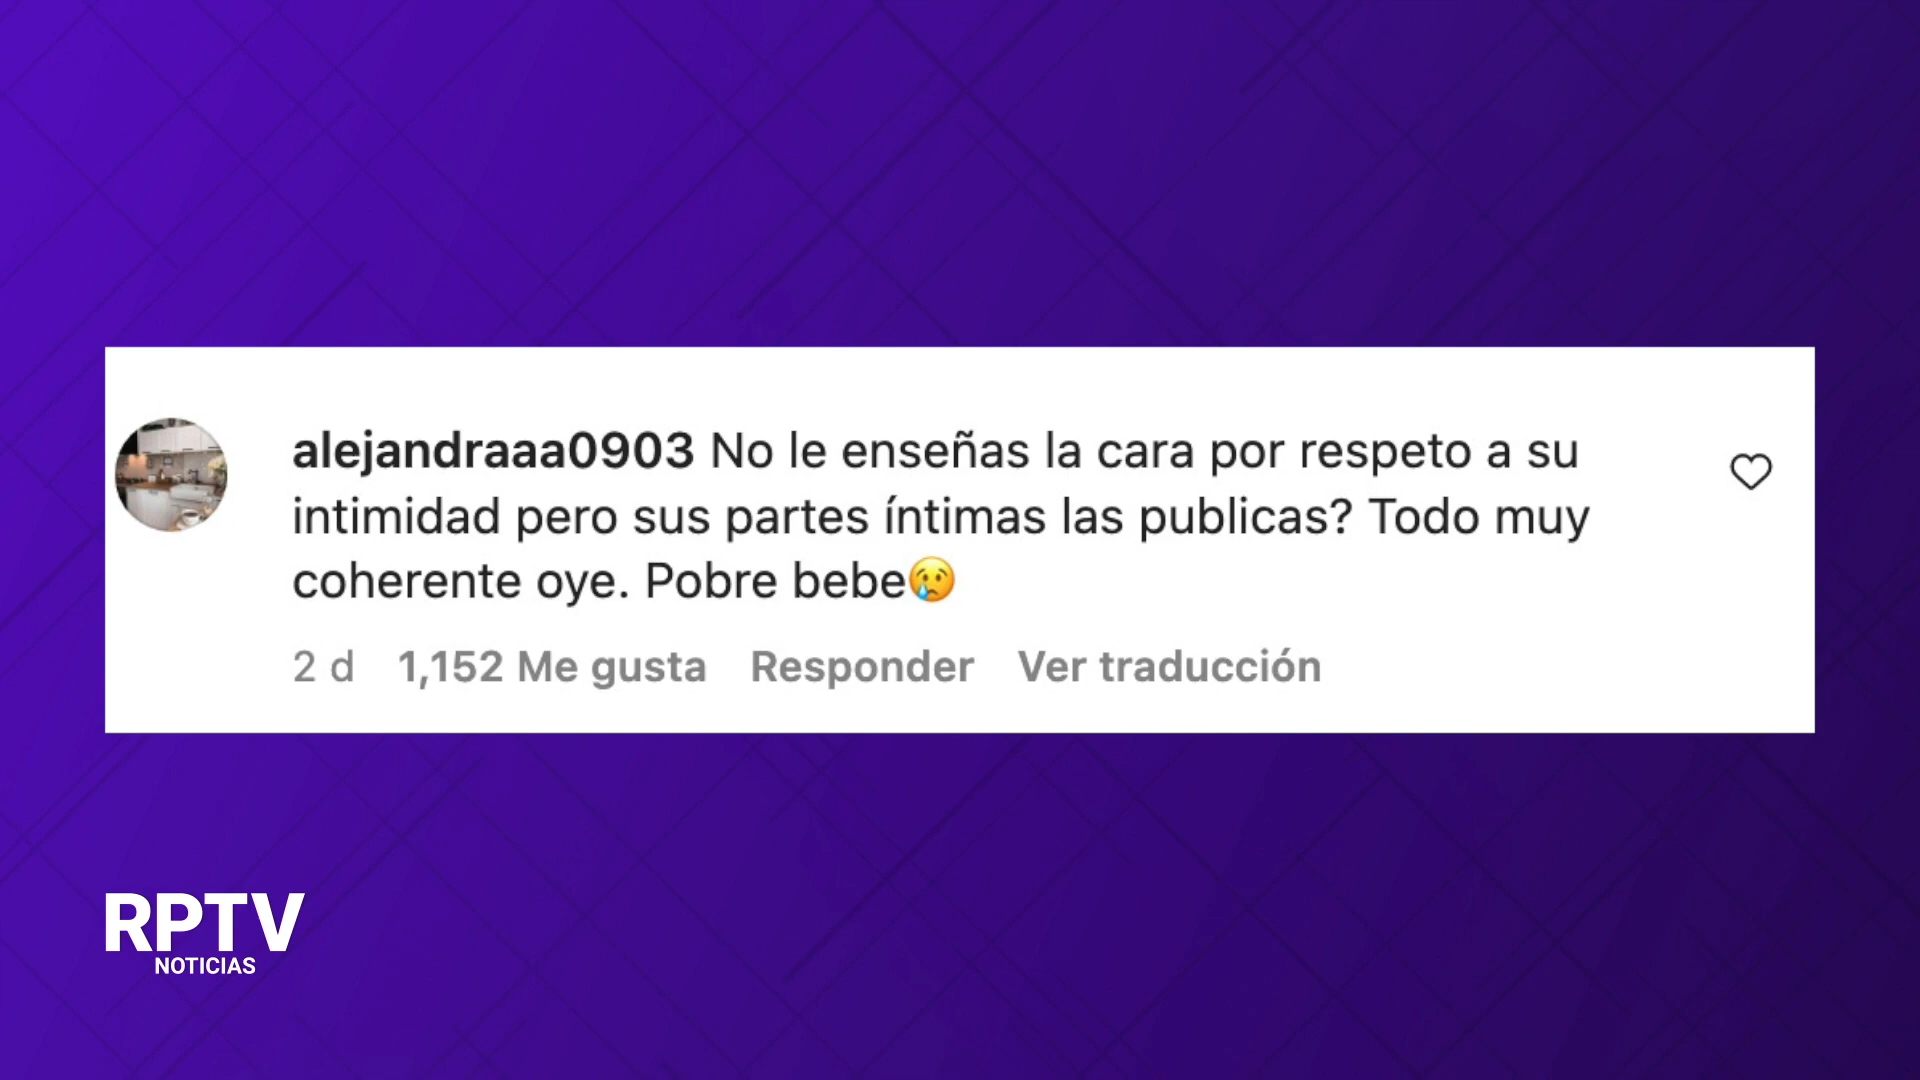 alejandraaa0903 No le enseñas la cara por respeto a su
intimidad pero sus partes íntimas las publicas? Todo muy
coherente oye. Pobre bebe😢
2 d 1,152 Me gusta Responder Ver traducción
RPTV
NOTICIAS